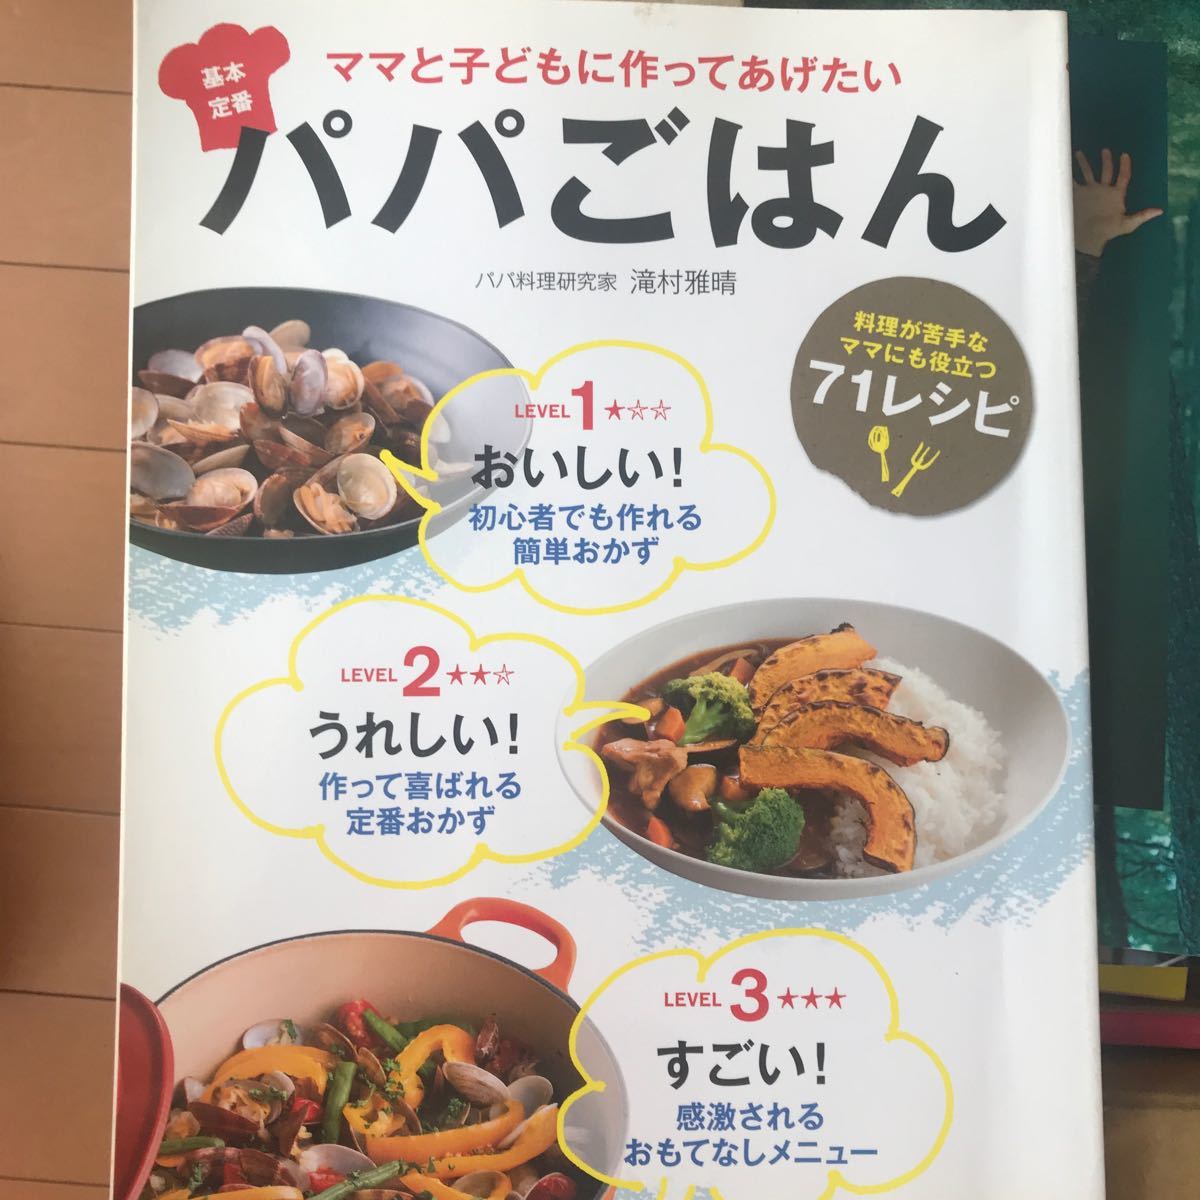 基本
定番
ママと子どもに作ってあげたい
パパごはん
パパ料理研究家 滝村雅晴
料理が苦手な
ママにも役立つ
71レシピ
LEVEL 1 ★☆☆
おいしい!
初心者でも作れる
簡単おかず
LEVEL 2 ★★☆
うれしい!
作って喜ばれる
定番おかず
LEVEL 3 ★★★
すごい!
感激される
おもてなしメニュー